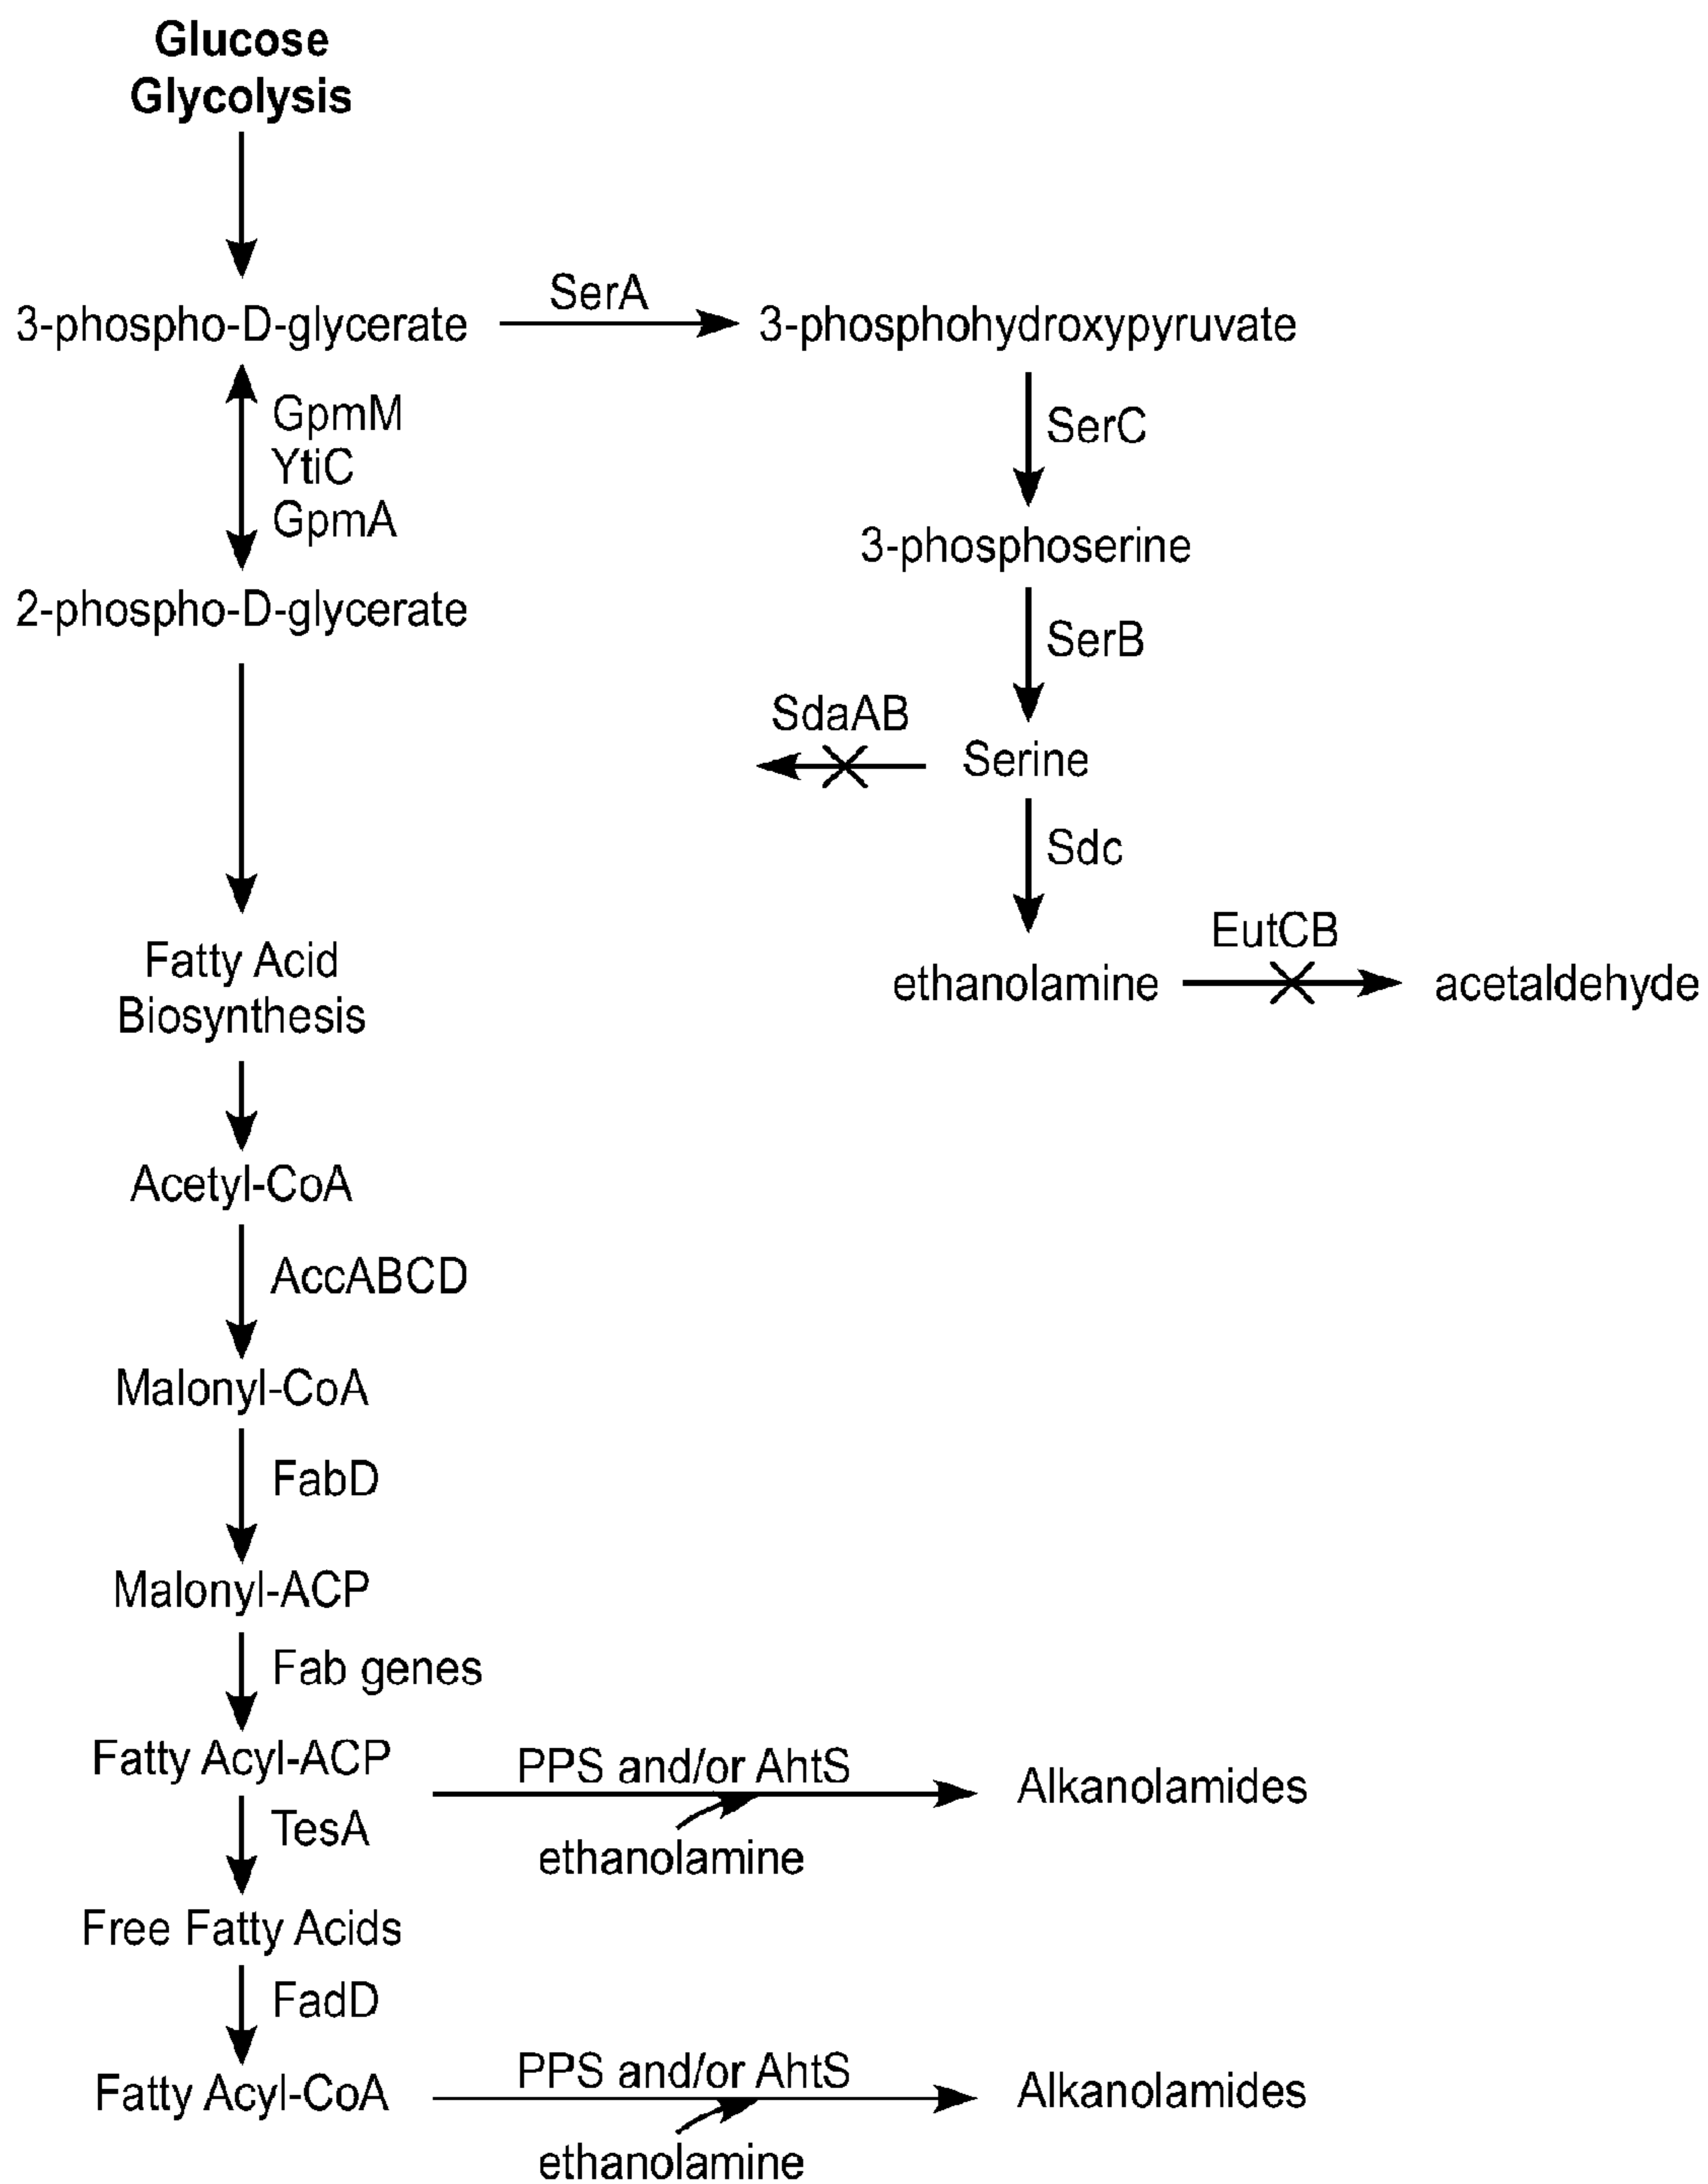 Glucose
Glycolysis
3-phospho-D-glycerate
SerA
3-phosphohydroxypyruvate
GpmM
YtiC
GpmA
SerC
3-phosphoserine
2-phospho-D-glycerate
SerB
SdaAB
Serine
Sdc
EutCB
Fatty Acid
Biosynthesis
ethanolamine
acetaldehyde
Acetyl-CoA
AccABCD
Malonyl-CoA
FabD
Malonyl-ACP
Fab genes
Fatty Acyl-ACP
PPS and/or AhtS
Alkanolamides
TesA
ethanolamine
Free Fatty Acids
FadD
Fatty Acyl-CoA
PPS and/or AhtS
Alkanolamides
ethanolamine